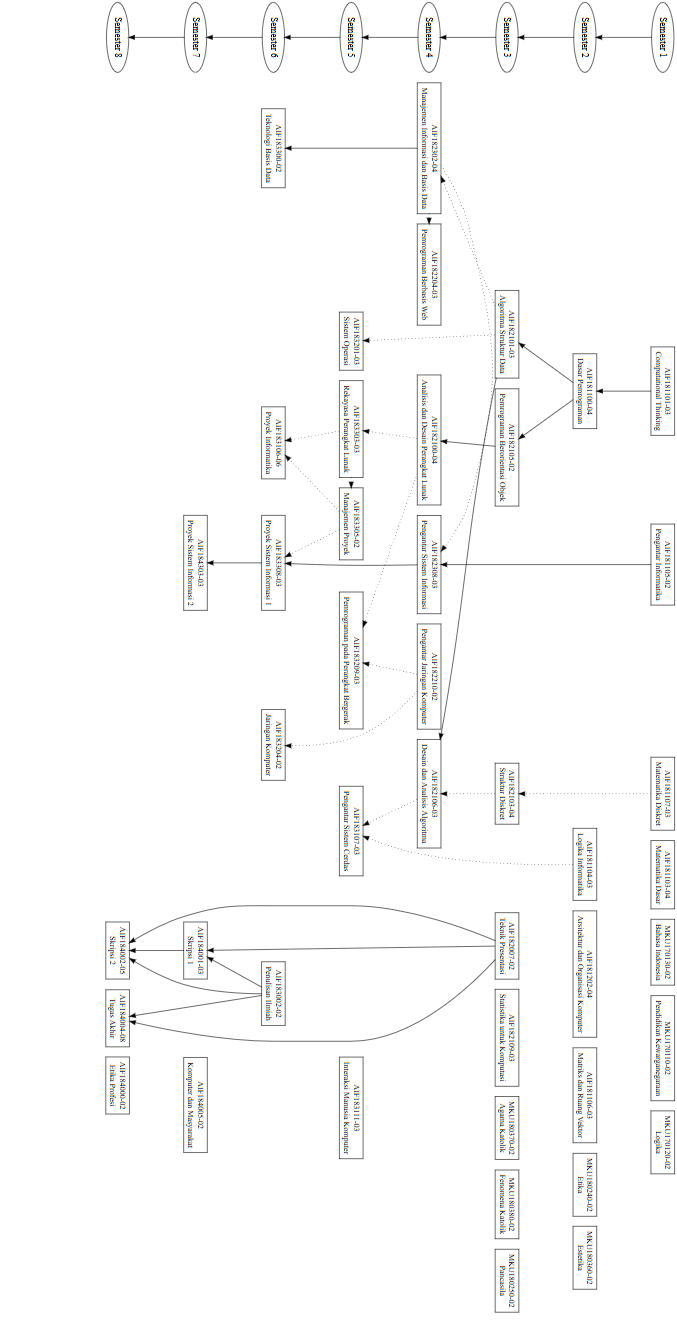 Semester 1
AIF181101-03
Computational Thinking
AIF181105-02
Pengantar Informatika
AIF181107-03
Matematika Diskret
AIF181103-04
Matematika Dasar
MKU170130-02
Bahasa Indonesia
MKU170110-02
Pendidikan Kewarganegaraan
MKU170120-02
Logika
Semester 2
AIF181100-04
Dasar Pemrograman
AIF181104-03
Logika Informatika
AIF181202-04
Arsitektur dan Organisasi Komputer
AIF181106-03
Matriks dan Ruang Vektor
MKU180240-02
Etika
MKU180360-02
Estetika
Semester 3
AIF182101-03
Algoritma Struktur Data
AIF182105-02
Pemrograman Berorientasi Objek
AIF182103-04
Struktur Diskret
AIF182007-02
Teknik Presentasi
AIF182109-03
Statistika untuk Komputasi
MKU180370-02
Agama Katolik
MKU180380-02
Fenomena Katolik
MKU180250-02
Pancasila
Semester 4
AIF182302-04
Manajemen Informasi dan Basis Data
AIF182204-03
Pemrograman Berbasis Web
AIF182100-04
Analisis dan Desain Perangkat Lunak
AIF182308-03
Pengantar Sistem Informasi
AIF182210-02
Pengantar Jaringan Komputer
AIF182106-03
Desain dan Analisis Algoritma
Semester 5
AIF183201-03
Sistem Operasi
AIF183303-03
Rekayasa Perangkat Lunak
AIF183305-02
Manajemen Proyek
AIF183209-03
Pemrograman pada Perangkat Bergerak
AIF183107-03
Pengantar Sistem Cerdas
AIF183111-03
Interaksi Manusia Komputer
Semester 6
AIF183300-02
Teknologi Basis Data
AIF183106-06
Proyek Informatika
AIF183308-03
Proyek Sistem Informasi 1
AIF183204-02
Jaringan Komputer
AIF183002-02
Penulisan Ilmiah
Semester 7
AIF184303-03
Proyek Sistem Informasi 2
AIF184001-03
Skripsi 1
AIF184005-02
Komputer dan Masyarakat
Semester 8
AIF184002-05
Skripsi 2
AIF184004-08
Tugas Akhir
AIF184000-02
Etika Profesi